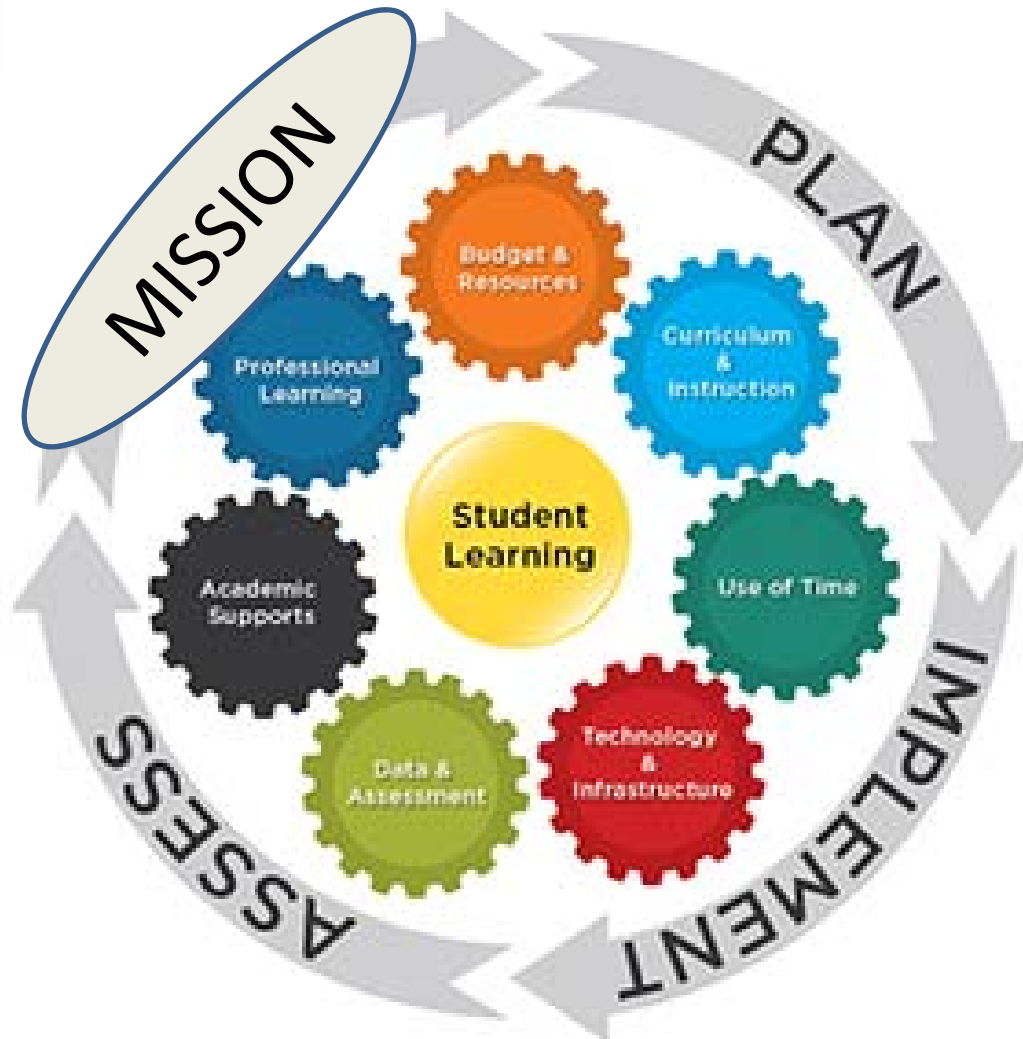 MISSION
PLAN
IMPLEMENT
ASSESS
Budget &
Resources
Curriculum
&
Instruction
Use of Time
Technology
&
Infrastructure
Data &
Assessment
Academic
Supports
Professional
Learning
Student
Learning